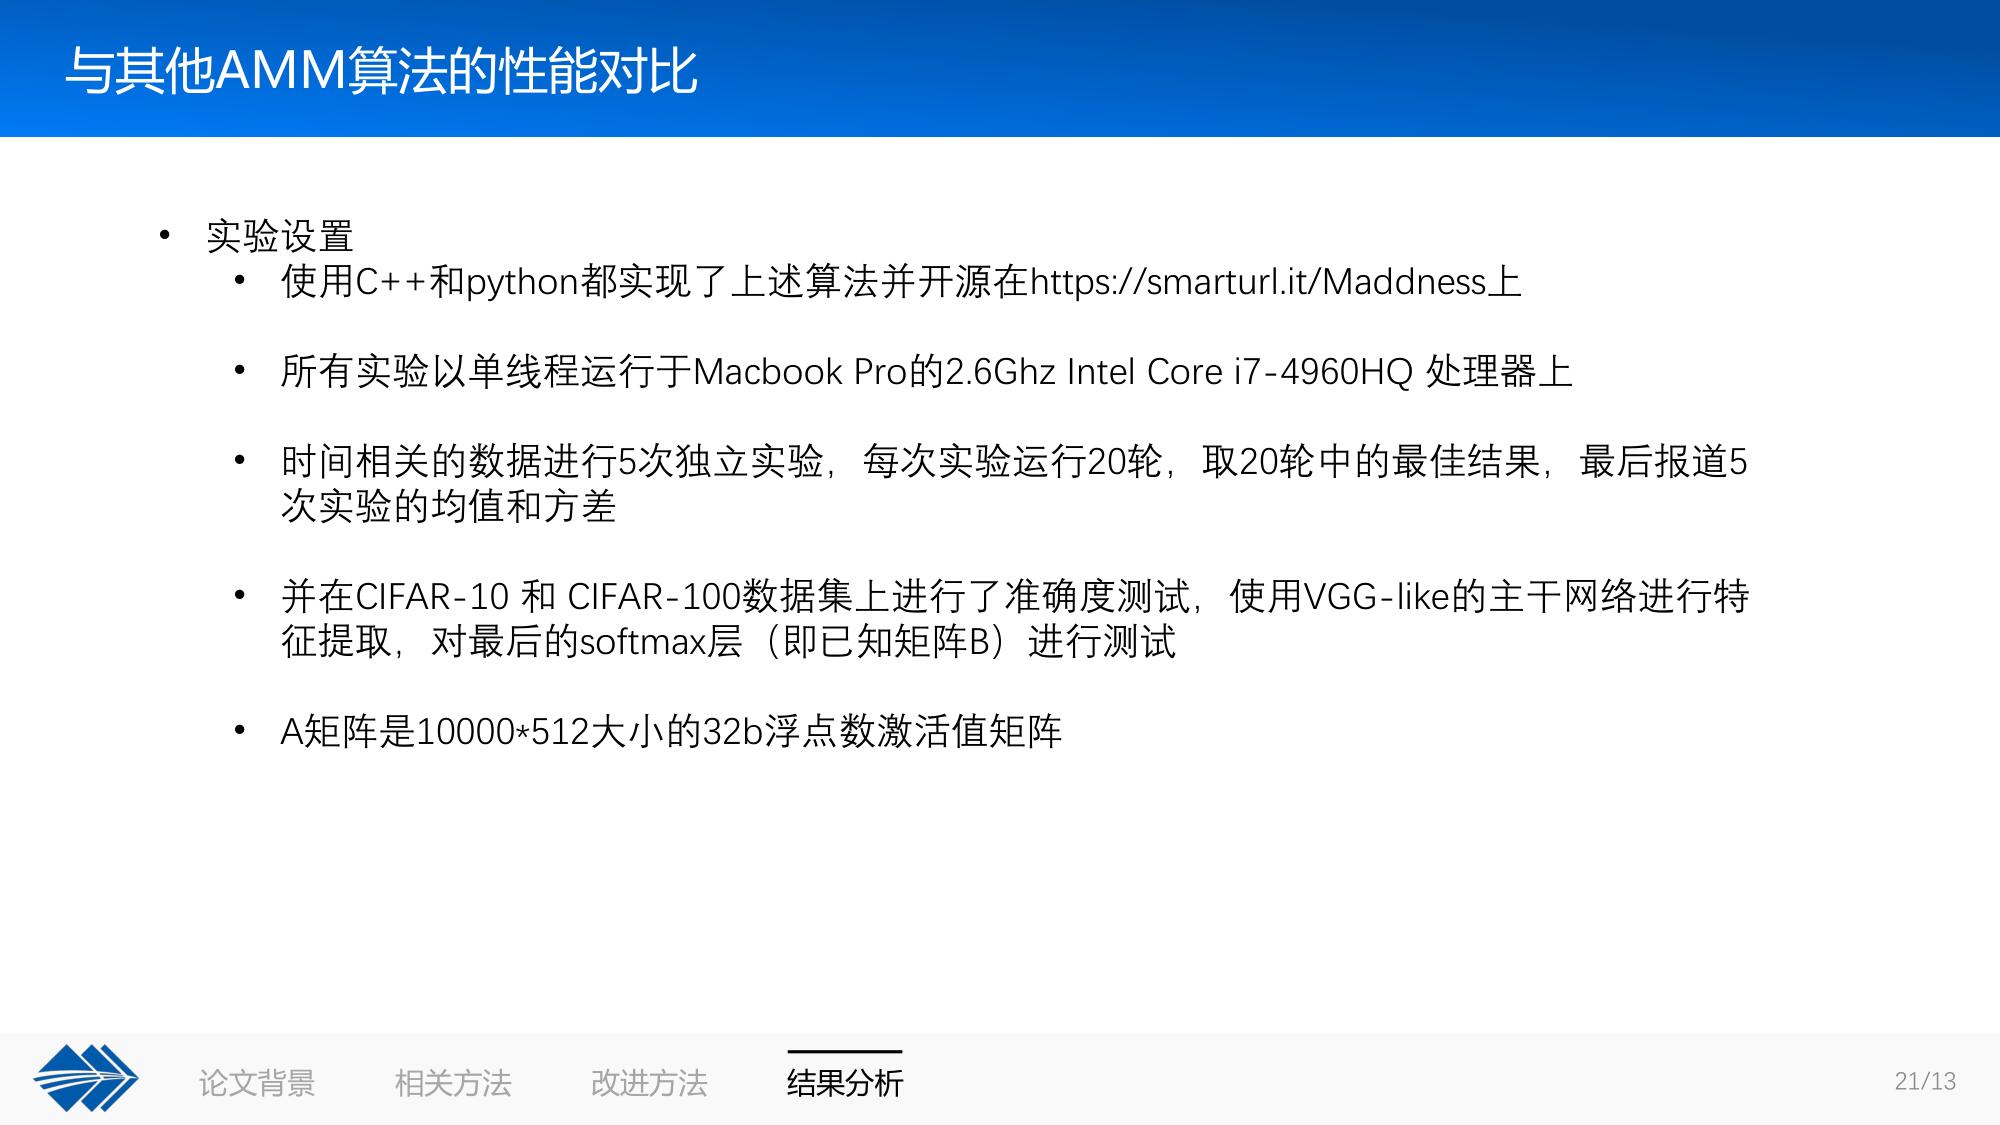 与其他AMM算法的性能对比
• 实验设置
• 使用C++和python都实现了上述算法并开源在https://smarturl.it/Maddness上
• 所有实验以单线程运行于Macbook Pro的2.6Ghz Intel Core i7-4960HQ 处理器上
• 时间相关的数据进行5次独立实验，每次实验运行20轮，取20轮中的最佳结果，最后报道5
次实验的均值和方差
• 并在CIFAR-10 和 CIFAR-100数据集上进行了准确度测试，使用VGG-like的主干网络进行特
征提取，对最后的softmax层（即已知矩阵B）进行测试
• A矩阵是10000*512大小的32b浮点数激活值矩阵
论文背景
相关方法
改进方法
结果分析
21/13